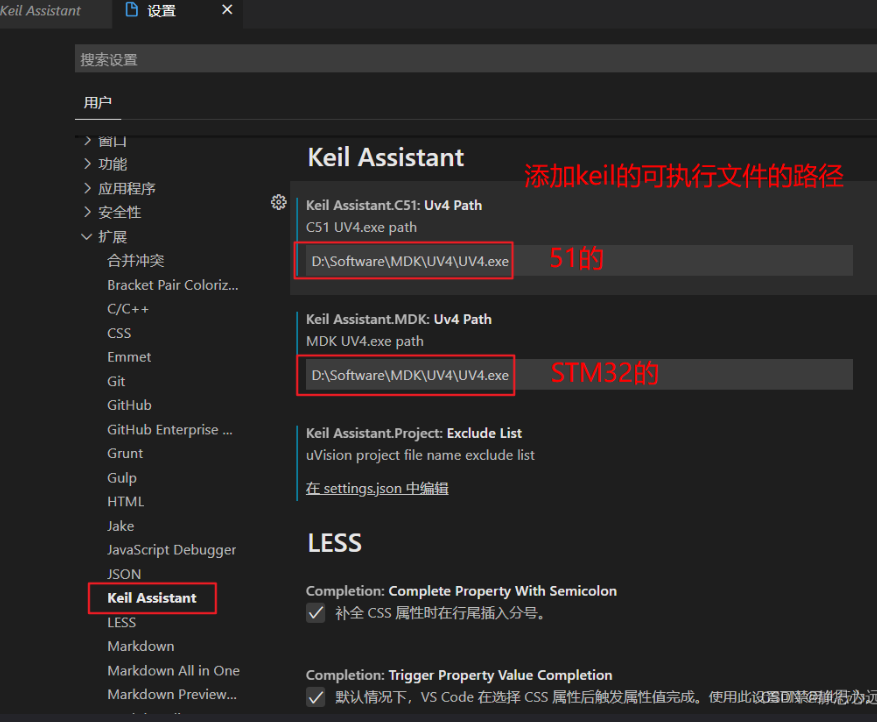 Keil Assistant
设置
搜索设置
用户
窗口
功能
应用程序
安全性
扩展
合并冲突
Bracket Pair Coloriz...
C/C++
CSS
Emmet
Git
GitHub
GitHub Enterprise ...
Grunt
Gulp
HTML
Jake
JavaScript Debugger
JSON
Keil Assistant
LESS
Markdown
Markdown All in One
Markdown Preview...
Keil Assistant
添加keil的可执行文件的路径
Keil Assistant.C51: Uv4 Path
C51 UV4.exe path
D:\Software\MDK\UV4\UV4.exe
51的
Keil Assistant.MDK: Uv4 Path
MDK UV4.exe path
D:\Software\MDK\UV4\UV4.exe
STM32的
Keil Assistant.Project: Exclude List
uVision project file name exclude list
在 settings.json 中编辑
LESS
Completion: Complete Property With Semicolon
补全 CSS 属性时在行尾插入分号。
Completion: Trigger Property Value Completion
默认情况下，VS Code 在选择 CSS 属性后触发属性值完成。使用此设置
CSDN